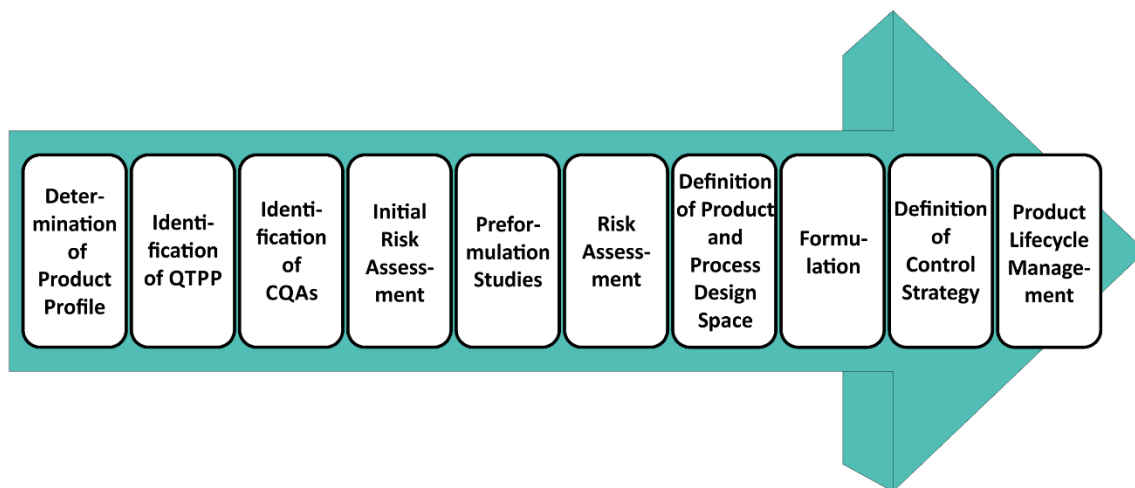 Deter-
mination
of
Product
Profile
Identi-
fication
of QTPP
Identi-
fication
of
CQAs
Initial
Risk
Assess-
ment
Prefor-
mulation
Studies
Risk
Assess-
ment
Definition
of Product
and
Process
Design
Space
Formu-
lation
Definition
of
Control
Strategy
Product
Lifecycle
Manage-
ment